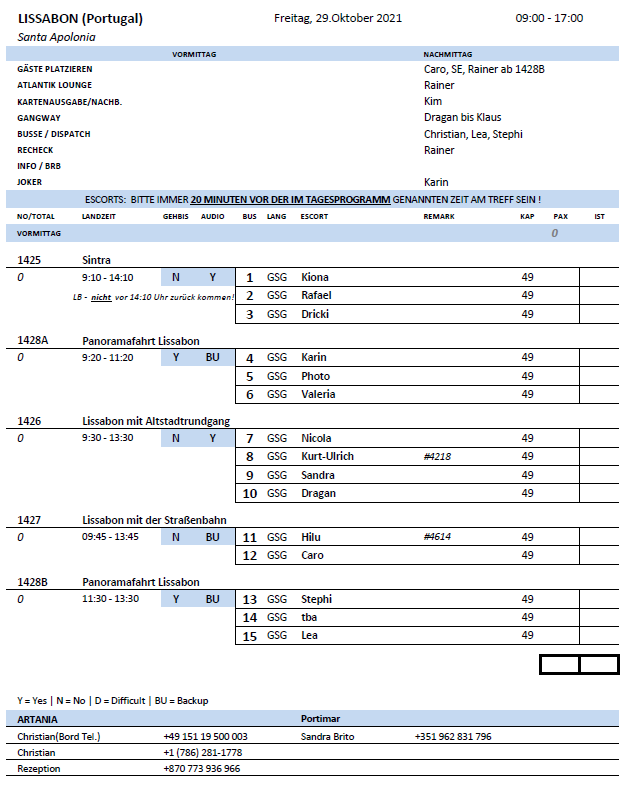 LISSABON (Portugal) Freitag, 29.Oktober 2021 09:00 - 17:00
Santa Apolonia
VORMITTAG NACHMITTAG
GÄSTE PLATZIEREN Caro, SE, Rainer ab 1428B
ATLANTIK LOUNGE Rainer
KARTENAUSGABE/NACHB. Kim
GANGWAY Dragan bis Klaus
BUSSE / DISPATCH Christian, Lea, Stephi
RECHECK Rainer
INFO / BRB
JOKER Karin
ESCORTS: BITTE IMMER 20 MINUTEN VOR DER IM TAGESPROGRAMM GENANNTEN ZEIT AM TREFF SEIN !
NO/TOTAL LANDZEIT GEHBIS AUDIO BUS LANG ESCORT REMARK KAP PAX IST
VORMITTAG 0
1425 Sintra
0 9:10 - 14:10 N Y 1 GSG Kiona 49
LB - nicht vor 14:10 Uhr zurück kommen! 2 GSG Rafael 49
3 GSG Dricki 49
1428A Panoramafahrt Lissabon
0 9:20 - 11:20 Y BU 4 GSG Karin 49
5 GSG Photo 49
6 GSG Valeria 49
1426 Lissabon mit Altstadtrundgang
0 9:30 - 13:30 N Y 7 GSG Nicola 49
8 GSG Kurt-Ulrich #4218 49
9 GSG Sandra 49
10 GSG Dragan 49
1427 Lissabon mit der Straßenbahn
0 09:45 - 13:45 N BU 11 GSG Hilu #4614 49
12 GSG Caro 49
1428B Panoramafahrt Lissabon
0 11:30 - 13:30 Y BU 13 GSG Stephi 49
14 GSG tba 49
15 GSG Lea 49
Y = Yes | N = No | D = Difficult | BU = Backup
ARTANIA Portimar
Christian(Bord Tel.) +49 151 19 500 003 Sandra Brito +351 962 831 796
Christian +1 (786) 281-1778
Rezeption +870 773 936 966